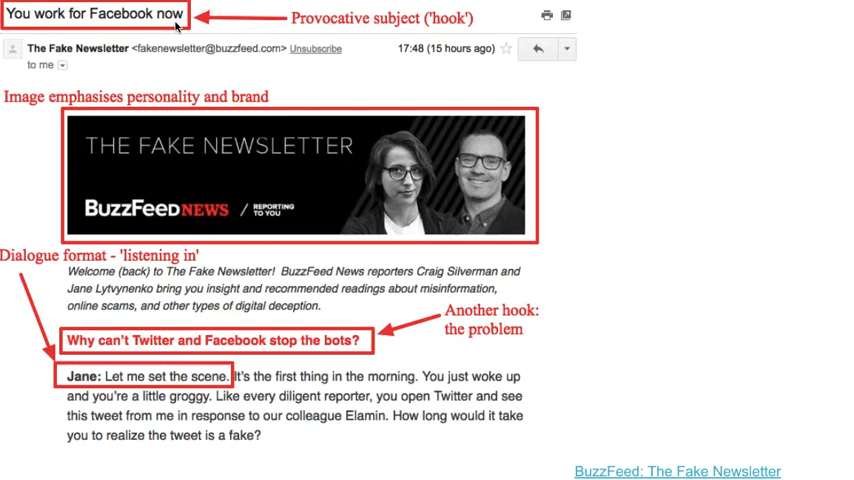 You work for Facebook now
Provocative subject ('hook')
The Fake Newsletter <fakenewsletter@buzzfeed.com> Unsubscribe
17:48 (15 hours ago)
to me
Image emphasises personality and brand
THE FAKE NEWSLETTER
BuzzFeed NEWS / REPORTING
TO YOU
Dialogue format - 'listening in'
Welcome (back) to The Fake Newsletter! BuzzFeed News reporters Craig Silverman and
Jane Lytvynenko bring you insight and recommended readings about misinformation,
online scams, and other types of digital deception.
Another hook:
the problem
Why can't Twitter and Facebook stop the bots?
Jane: Let me set the scene. It's the first thing in the morning. You just woke up
and you're a little groggy. Like every diligent reporter, you open Twitter and see
this tweet from me in response to our colleague Elamin. How long would it take
you to realize the tweet is a fake?
BuzzFeed: The Fake Newsletter